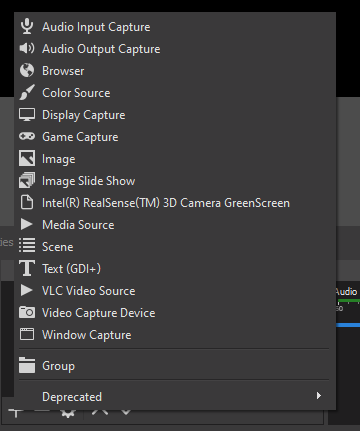 Audio Input Capture
Audio Output Capture
Browser
Color Source
Display Capture
Game Capture
Image
Image Slide Show
Intel(R) RealSense(TM) 3D Camera GreenScreen
Media Source
Scene
Text (GDI+)
VLC Video Source
Video Capture Device
Window Capture
Group
Deprecated
ies
Audio